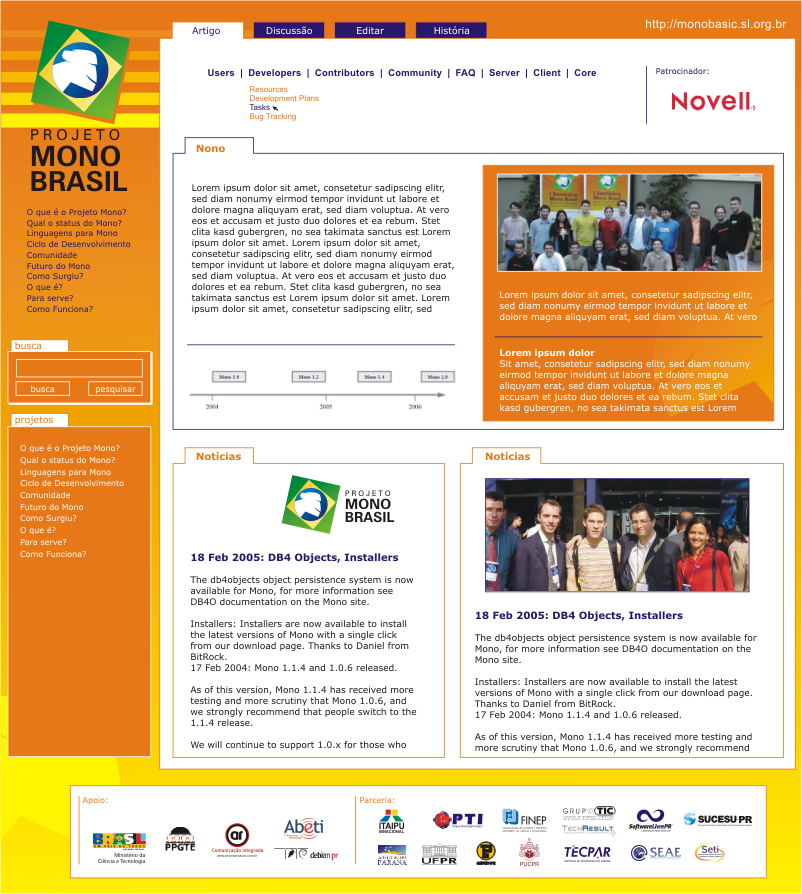 Artigo
Discussão
Editar
História
http://monobasic.sl.org.br
Users | Developers | Contributors | Community | FAQ | Server | Client | Core
Resources
Development Plans
Tasks
Bug Tracking
Patrocinador:
Novell
PROJETO
MONO
BRASIL
O que é o Projeto Mono?
Qual o status do Mono?
Linguagens para Mono
Ciclo de Desenvolvimento
Comunidade
Futuro do Mono
Como Surgiu?
O que é?
Para serve?
Como Funciona?
busca
busca
pesquisar
projetos
O que é o Projeto Mono?
Qual o status do Mono?
Linguagens para Mono
Ciclo de Desenvolvimento
Comunidade
Futuro do Mono
Como Surgiu?
O que é?
Para serve?
Como Funciona?
Nono
Lorem ipsum dolor sit amet, consetetur sadipscing elitr,
sed diam nonumy eirmod tempor invidunt ut labore et
dolore magna aliquyam erat, sed diam voluptua. At vero
eos et accusam et justo duo dolores et ea rebum. Stet
clita kasd gubergren, no sea takimata sanctus est Lorem
ipsum dolor sit amet. Lorem ipsum dolor sit amet,
consetetur sadipscing elitr, sed diam nonumy eirmod
tempor invidunt ut labore et dolore magna aliquyam erat,
sed diam voluptua. At vero eos et accusam et justo duo
dolores et ea rebum. Stet clita kasd gubergren, no sea
takimata sanctus est Lorem ipsum dolor sit amet. Lorem
ipsum dolor sit amet, consetetur sadipscing elitr, sed
Mono 1.0
Mono 1.2
Mono 1.4
Mono 2.0
2004
2005
2006
Lorem ipsum dolor sit amet, consetetur sadipscing elitr,
sed diam nonumy eirmod tempor invidunt ut labore et
dolore magna aliquyam erat, sed diam voluptua. At vero
Lorem ipsum dolor
Sit amet, consetetur sadipscing elitr, sed diam nonumy
eirmod tempor invidunt ut labore et dolore magna
aliquyam erat, sed diam voluptua. At vero eos et
accusam et justo duo dolores et ea rebum. Stet clita
kasd gubergren, no sea takimata sanctus est Lorem
Notícias
PROJETO
MONO
BRASIL
18 Feb 2005: DB4 Objects, Installers
The db4objects object persistence system is now
available for Mono, for more information see
DB4O documentation on the Mono site.
Installers: Installers are now available to install
the latest versions of Mono with a single click
from our download page. Thanks to Daniel from
BitRock.
17 Feb 2004: Mono 1.1.4 and 1.0.6 released.
As of this version, Mono 1.1.4 has received more
testing and more scrutiny that Mono 1.0.6, and
we strongly recommend that people switch to the
1.1.4 release.
We will continue to support 1.0.x for those who
Notícias
18 Feb 2005: DB4 Objects, Installers
The db4objects object persistence system is now available for
Mono, for more information see DB4O documentation on the
Mono site.
Installers: Installers are now available to install the latest
versions of Mono with a single click from our download page.
Thanks to Daniel from BitRock.
17 Feb 2004: Mono 1.1.4 and 1.0.6 released.
As of this version, Mono 1.1.4 has received more testing and
more scrutiny that Mono 1.0.6, and we strongly recommend
Apoio:
BRASIL
Ministério da
Ciência e Tecnologia
PPGTE
ar
Comunicação integrada
Abeti
debian pr
Parceria:
ITAIPU
BINACIONAL
PTI
FINEP
GRUPO TIC
TECHRESULT
SoftwareLivrePR
SUCESU PR
PARANÁ
UFPR
PUCPR
TECPAR
SEAE
Seti